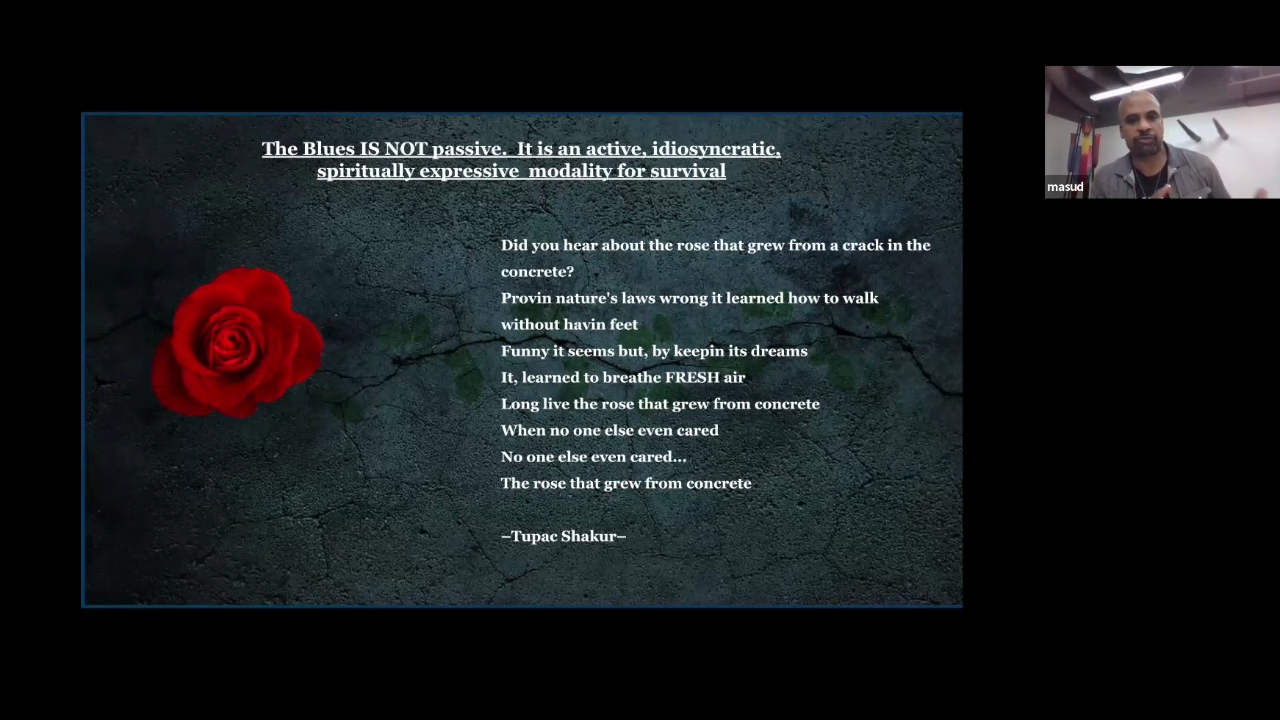 The Blues IS NOT passive.  It is an active, idiosyncratic,
spiritually expressive  modality for survival
Did you hear about the rose that grew from a crack in the
concrete?
Provin nature's laws wrong it learned how to walk
without havin feet
Funny it seems but, by keepin its dreams
It, learned to breathe FRESH air
Long live the rose that grew from concrete
When no one else even cared
No one else even cared...
The rose that grew from concrete
–Tupac Shakur–
masud